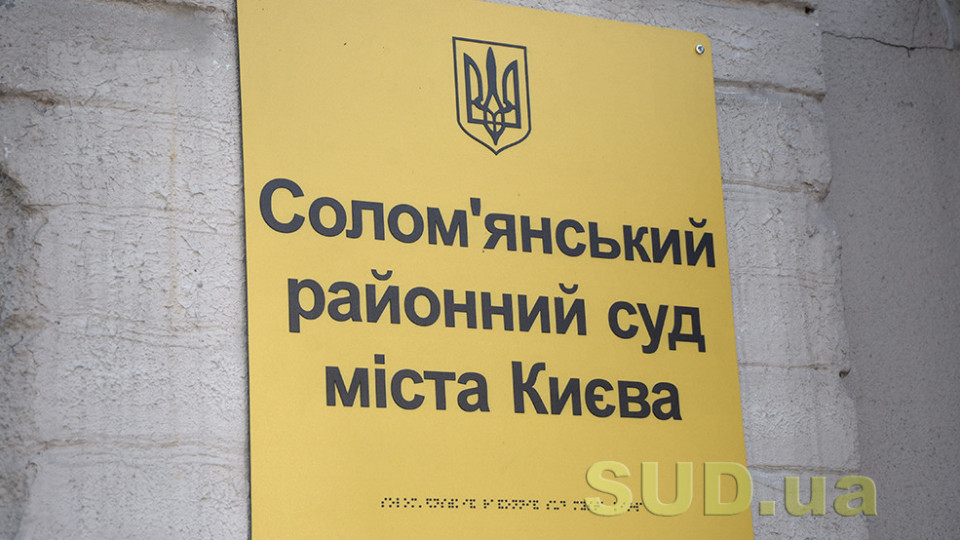 Солом'янський
районний суд
міста Києва
SUD.ua